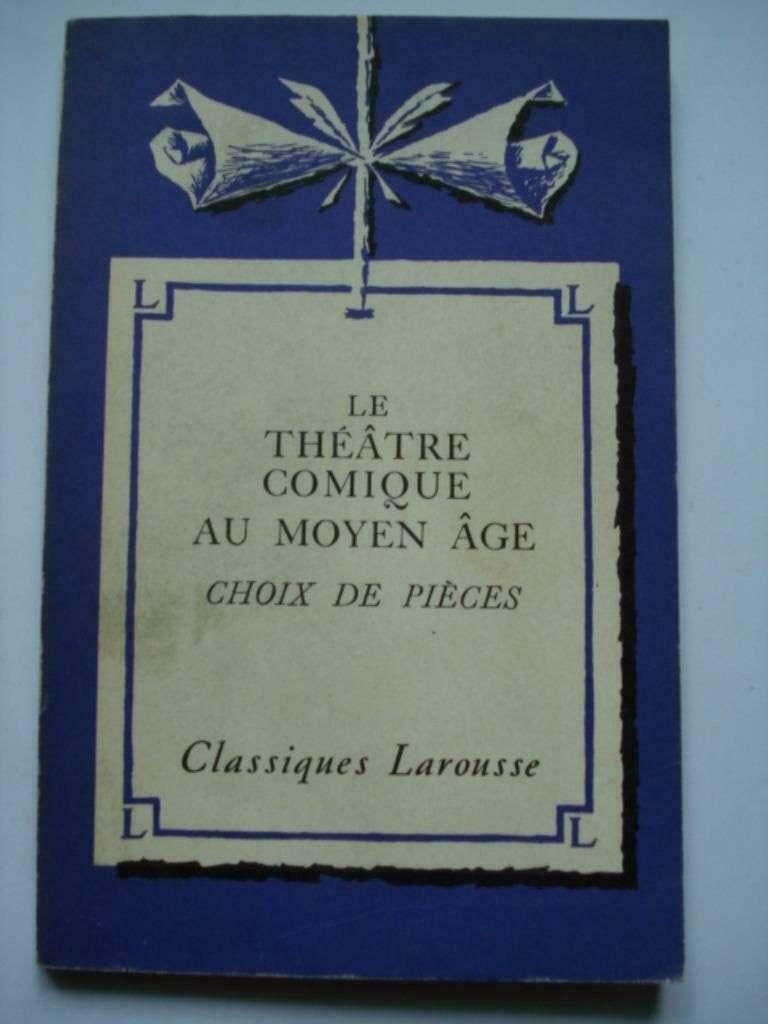 L L
LE
THÉÂTRE
COMIQUE
AU MOYEN ÂGE
CHOIX DE PIÈCES
Classiques Larousse
L L